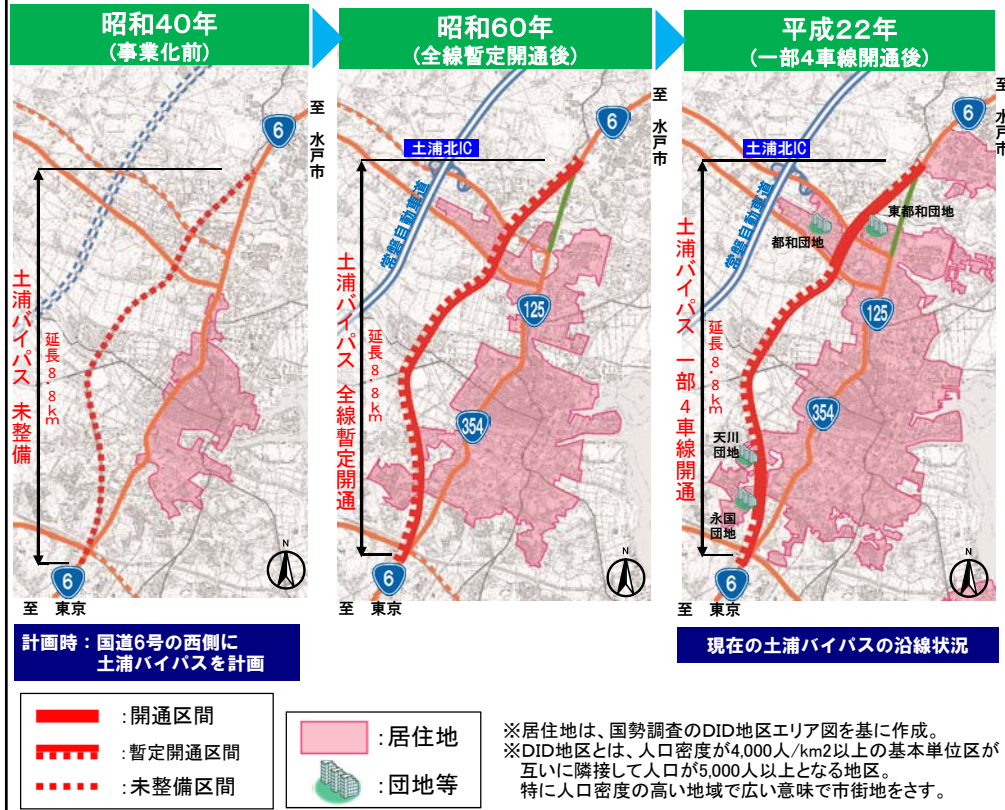 昭和40年
(事業化前)
至 水戸市
6
土浦バイパス 未整備
延長8.8km
N
6
至 東京
計画時:国道6号の西側に
土浦バイパスを計画
昭和60年
(全線暫定開通後)
至 水戸市
6
土浦北IC
常磐自動車道
土浦バイパス 全線暫定開通
延長8.8km
125
354
N
6
至 東京
平成22年
(一部4車線開通後)
至 水戸市
6
土浦北IC
常磐自動車道
東都和団地
都和団地
土浦バイパス 一部4車線開通
延長8.8km
125
354
天川
団地
永国
団地
N
6
至 東京
現在の土浦バイパスの沿線状況
:開通区間
:暫定開通区間
:未整備区間
:居住地
:団地等
※居住地は、国勢調査のDID地区エリア図を基に作成。
※DID地区とは、人口密度が4,000人/km2以上の基本単位区が
互いに隣接して人口が5,000人以上となる地区。
特に人口密度の高い地域で広い意味で市街地をさす。